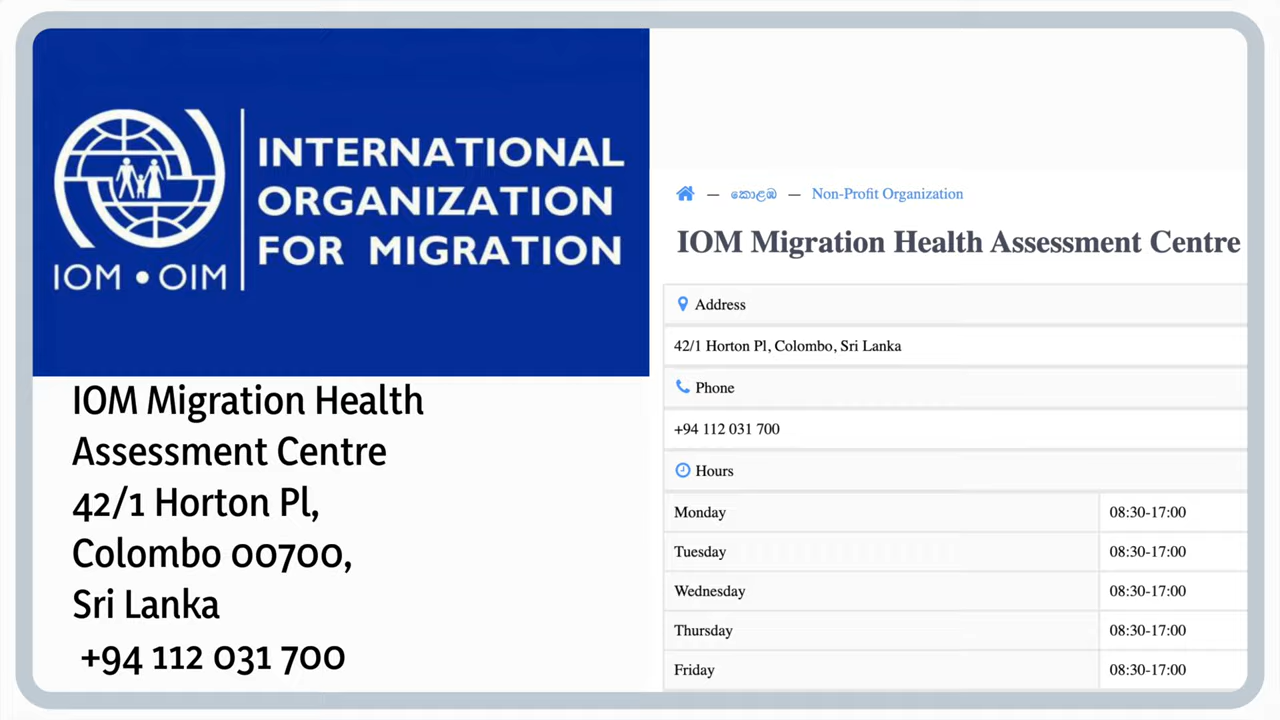 IOM • OIM
INTERNATIONAL
ORGANIZATION
FOR MIGRATION
IOM Migration Health
Assessment Centre
42/1 Horton Pl,
Colombo 00700,
Sri Lanka
+94 112 031 700
— කොළඹ — Non-Profit Organization
IOM Migration Health Assessment Centre
Address
42/1 Horton Pl, Colombo, Sri Lanka
Phone
+94 112 031 700
Hours
Monday 08:30-17:00
Tuesday 08:30-17:00
Wednesday 08:30-17:00
Thursday 08:30-17:00
Friday 08:30-17:00